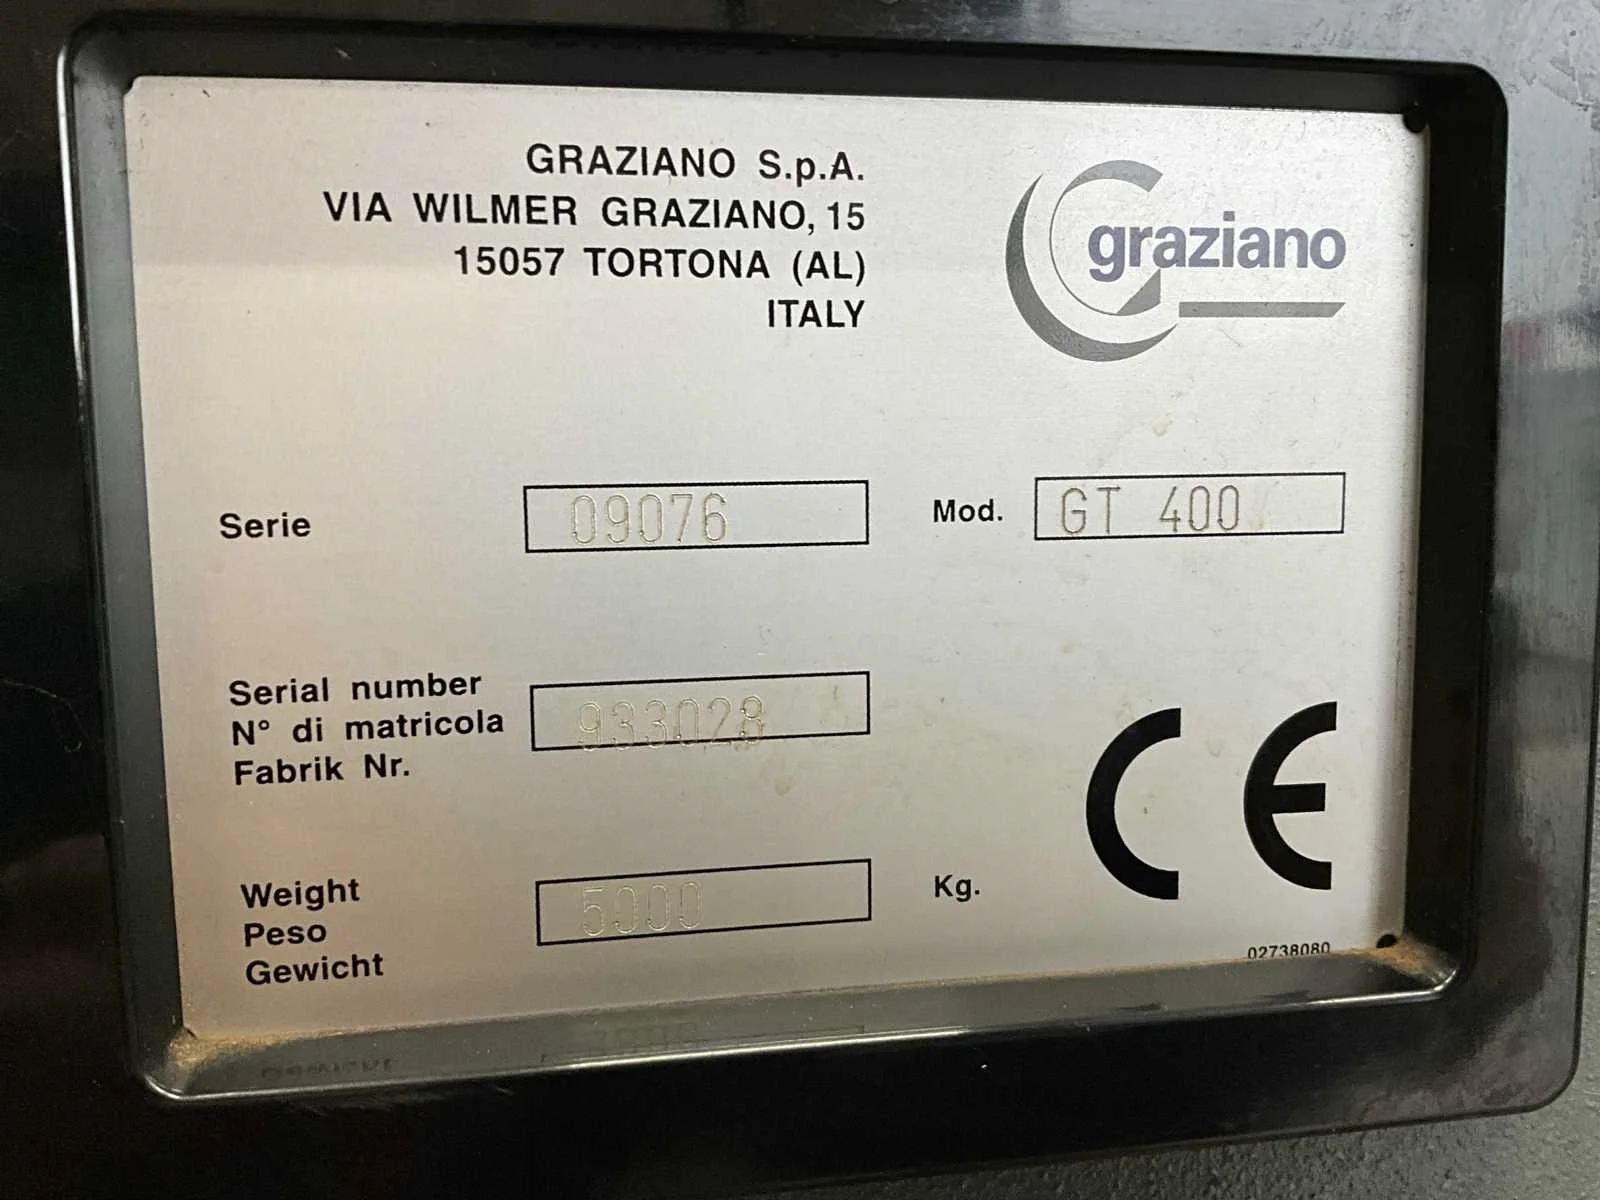 GRAZIANO S.p.A.
VIA WILMER GRAZIANO, 15
15057 TORTONA (AL)
ITALY
graziano
Serie 09076 Mod. GT 400
Serial number
N° di matricola 933028
Fabrik Nr.
Weight
Peso 5000 Kg.
Gewicht
CE
02738080